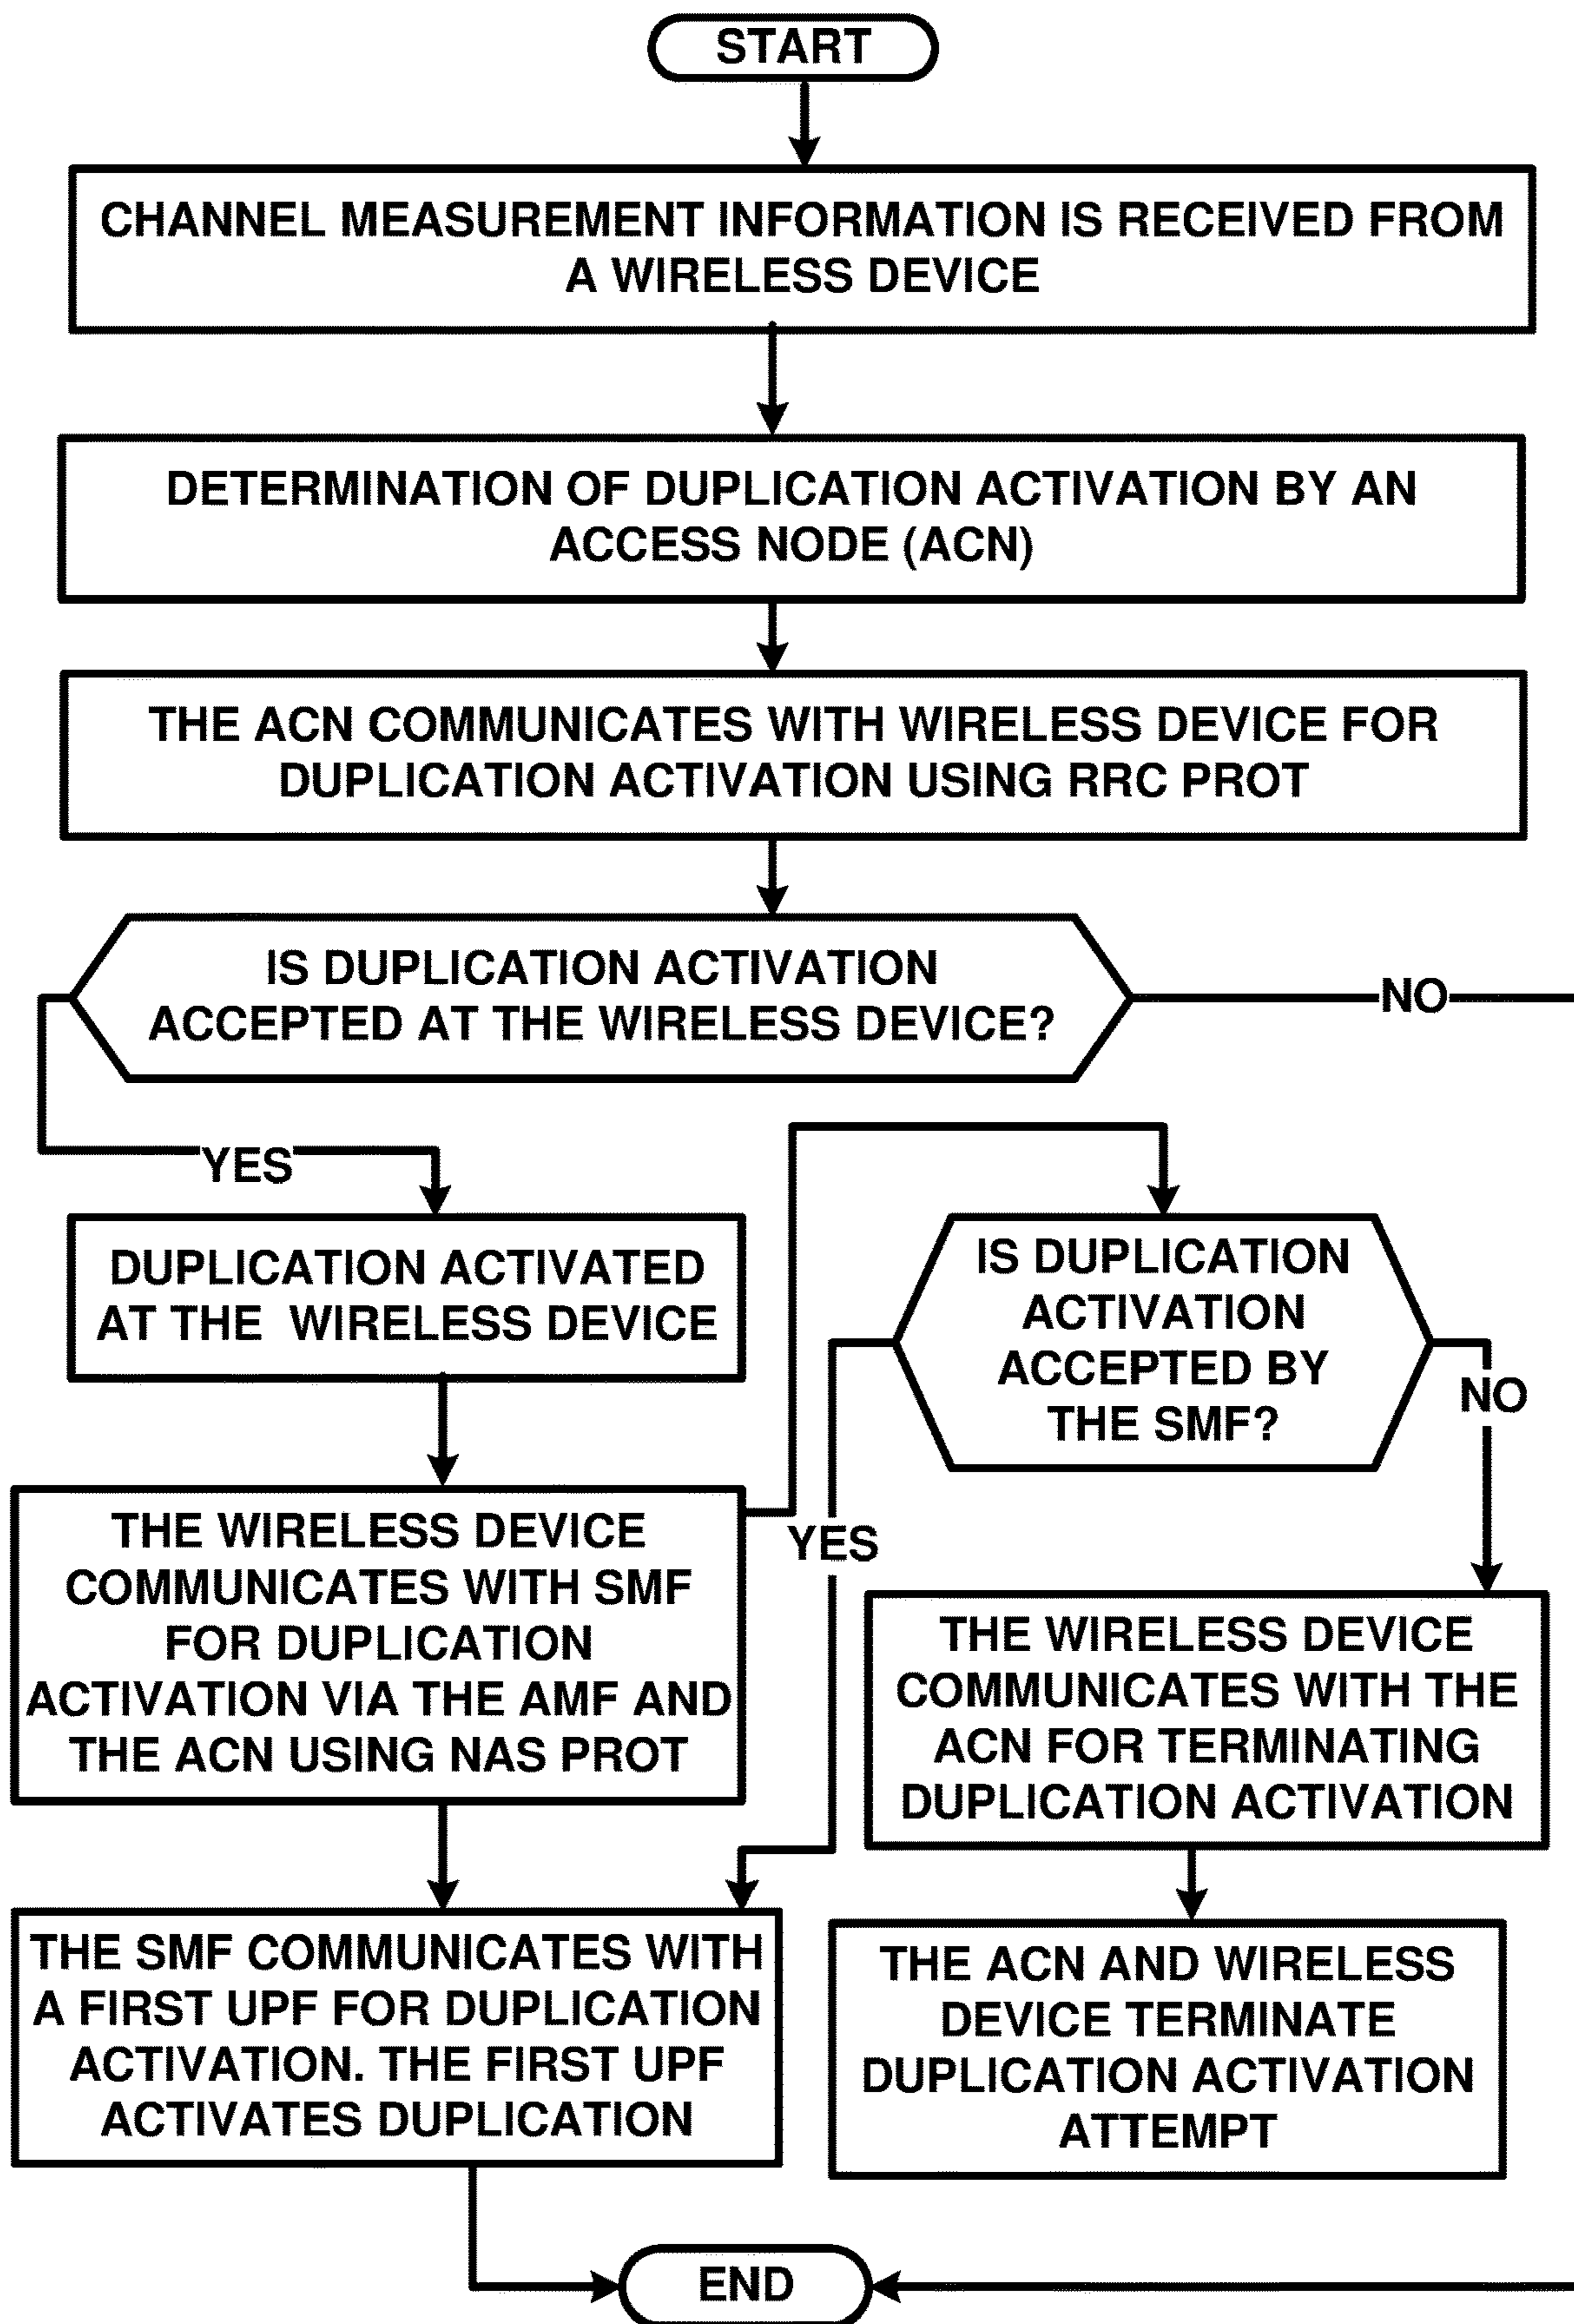 START
CHANNEL MEASUREMENT INFORMATION IS RECEIVED FROM
A WIRELESS DEVICE
DETERMINATION OF DUPLICATION ACTIVATION BY AN
ACCESS NODE (ACN)
THE ACN COMMUNICATES WITH WIRELESS DEVICE FOR
DUPLICATION ACTIVATION USING RRC PROT
IS DUPLICATION ACTIVATION
ACCEPTED AT THE WIRELESS DEVICE?
NO
YES
DUPLICATION ACTIVATED
AT THE WIRELESS DEVICE
IS DUPLICATION
ACTIVATION
ACCEPTED BY
THE SMF?
NO
YES
THE WIRELESS DEVICE
COMMUNICATES WITH SMF
FOR DUPLICATION
ACTIVATION VIA THE AMF AND
THE ACN USING NAS PROT
THE WIRELESS DEVICE
COMMUNICATES WITH THE
ACN FOR TERMINATING
DUPLICATION ACTIVATION
THE SMF COMMUNICATES WITH
A FIRST UPF FOR DUPLICATION
ACTIVATION. THE FIRST UPF
ACTIVATES DUPLICATION
THE ACN AND WIRELESS
DEVICE TERMINATE
DUPLICATION ACTIVATION
ATTEMPT
END